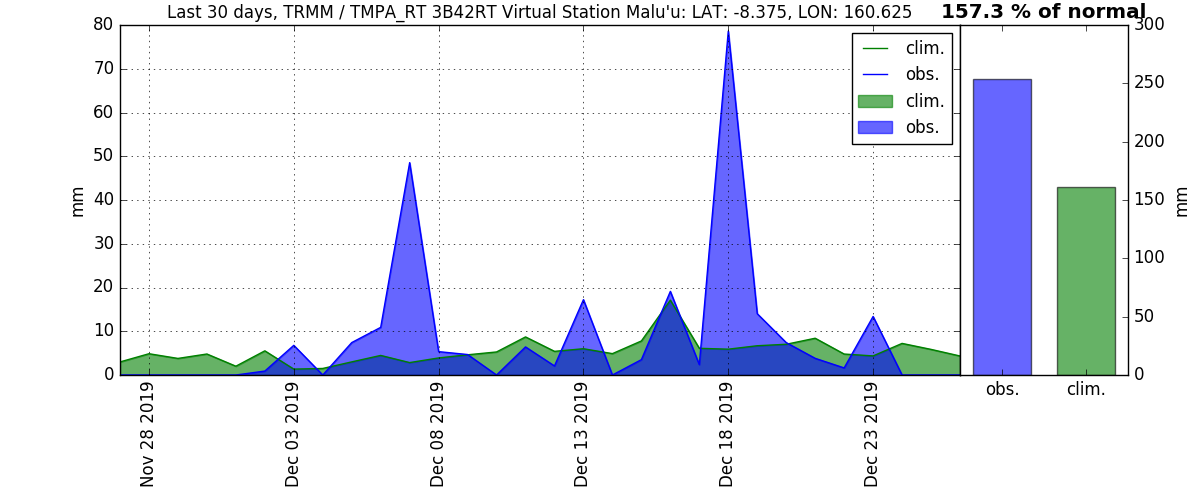 Last 30 days, TRMM / TMPA_RT 3B42RT Virtual Station Malu'u: LAT: -8.375, LON: 160.625
157.3 % of normal
80
70
60
50
40
30
20
10
0
mm
clim.
obs.
clim.
obs.
300
250
200
150
100
50
0
mm
obs.
clim.
Nov 28 2019
Dec 03 2019
Dec 08 2019
Dec 13 2019
Dec 18 2019
Dec 23 2019